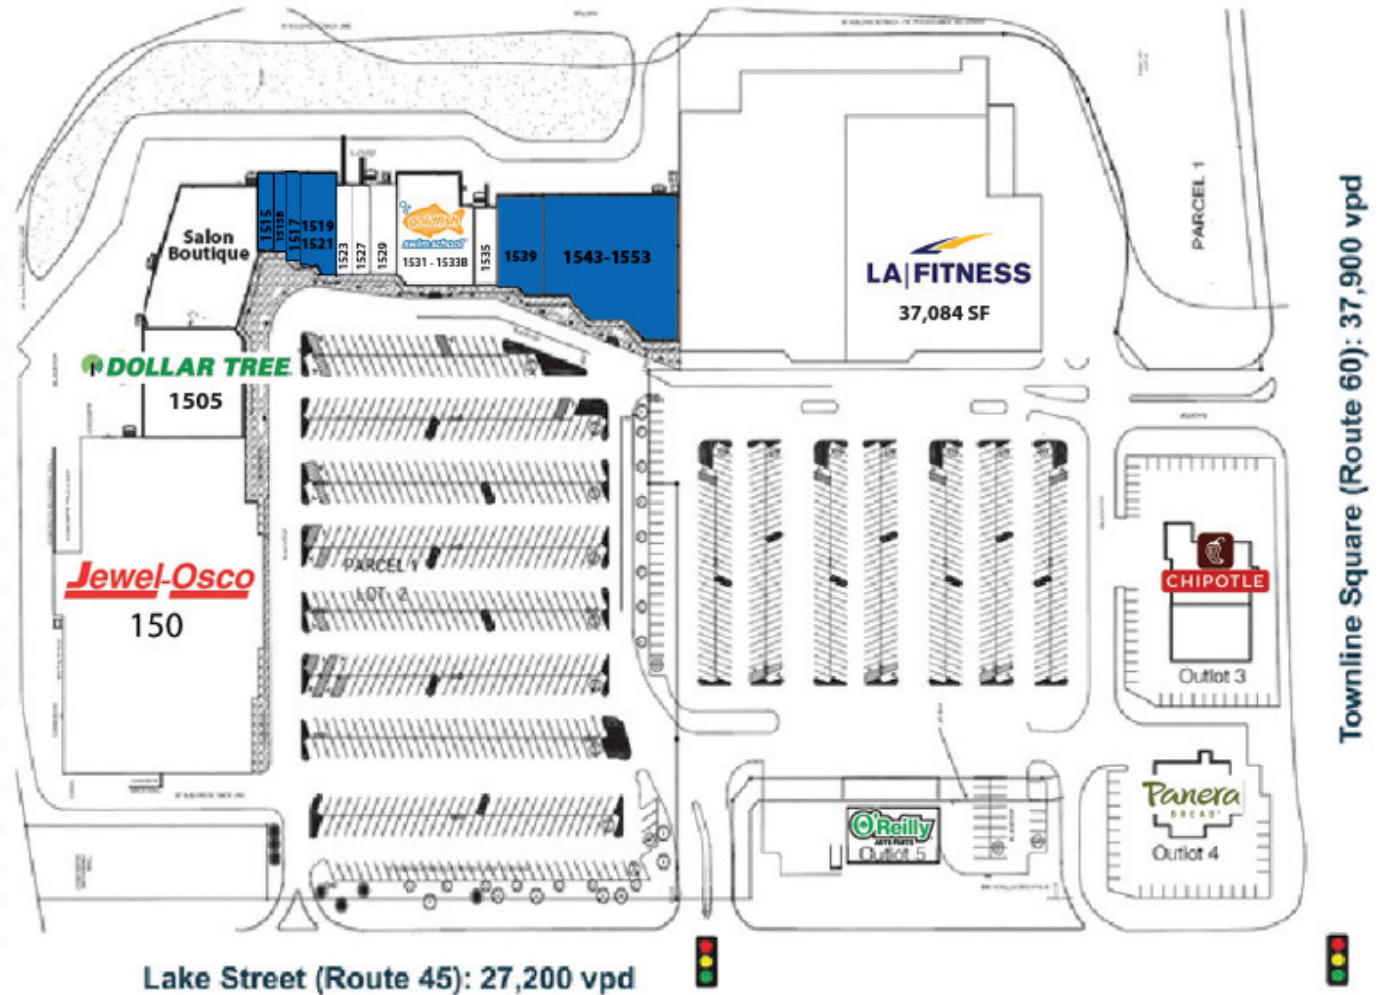 PARCEL 1
Townline Square (Route 60): 37,900 vpd
Salon
Boutique
1515
1515B
1517
1519
1521
1523
1527
1529
goldfish
swim school
1531 - 1533B
1535
1539
1543-1553
LA|FITNESS
37,084 SF
DOLLAR TREE
1505
Jewel-Osco
150
PARCEL 1
LOT 2
CHIPOTLE
Outlot 3
Panera
BREAD
Outlot 4
O'Reilly
AUTO PARTS
Outlot 5
Lake Street (Route 45): 27,200 vpd